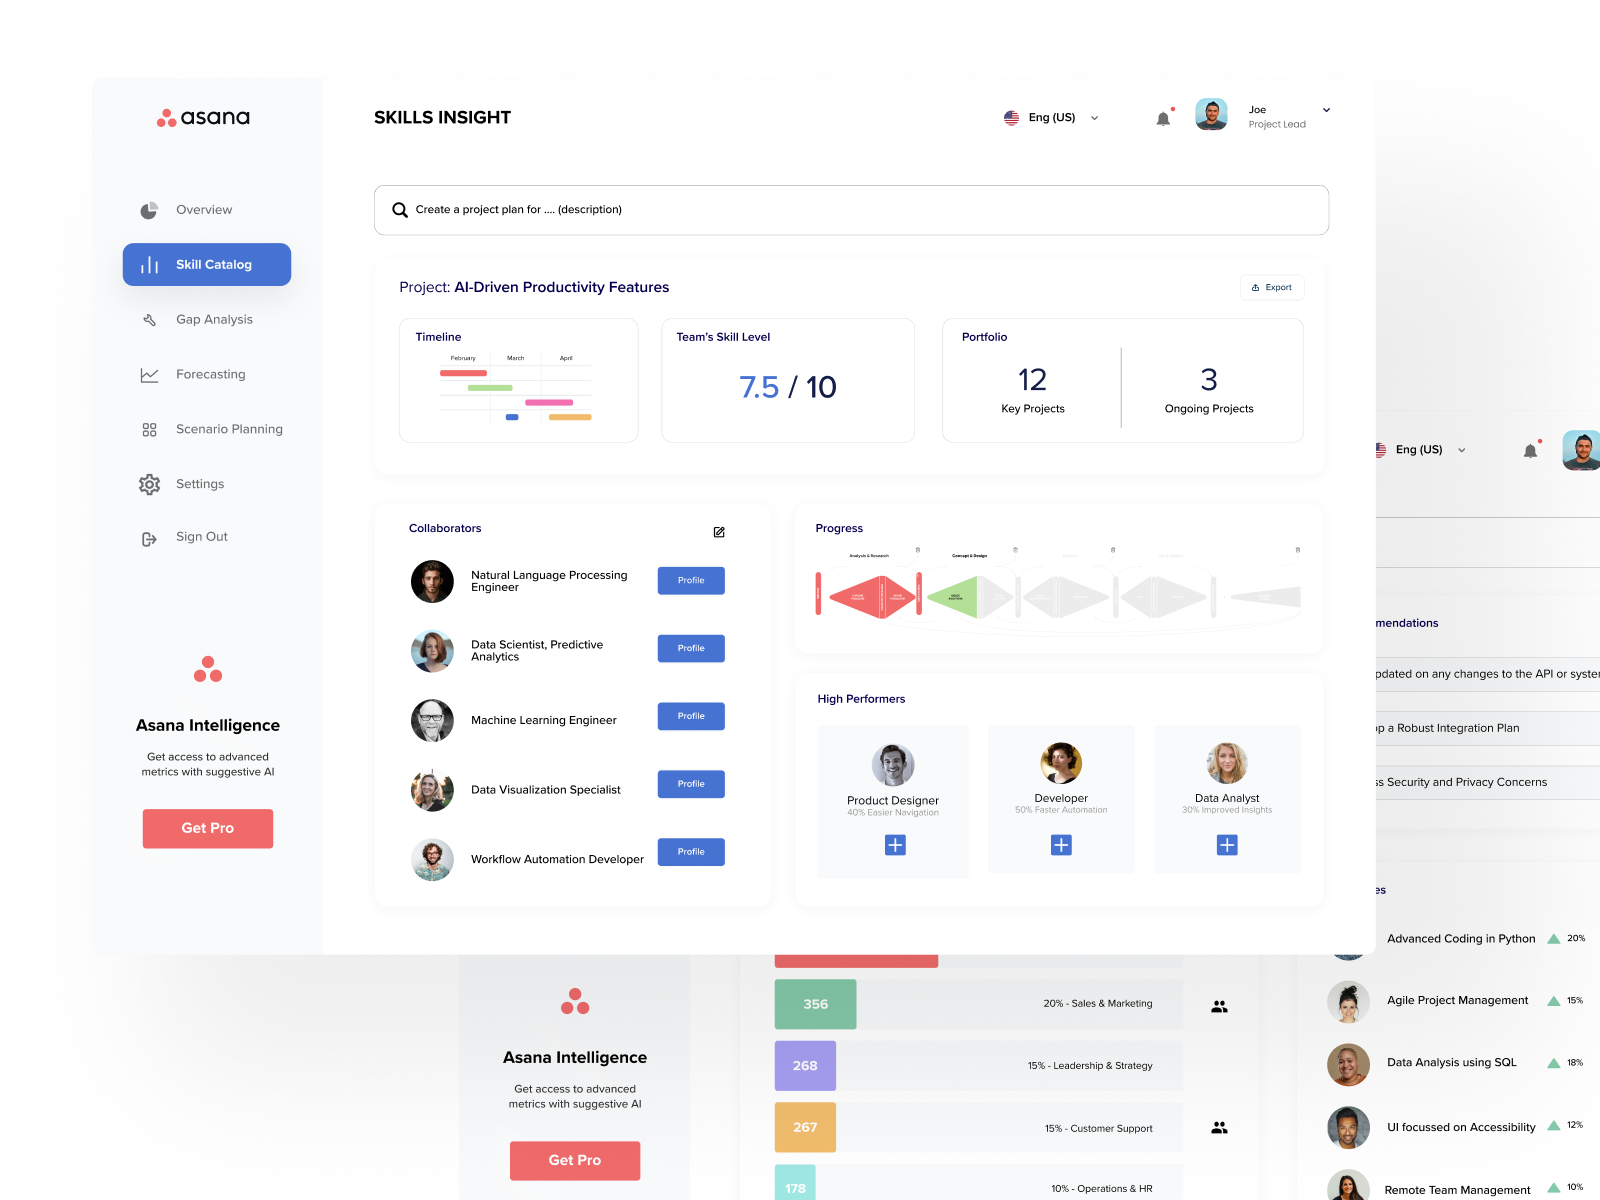 asana
Overview
Skill Catalog
Gap Analysis
Forecasting
Scenario Planning
Settings
Sign Out
Asana Intelligence
Get access to advanced
metrics with suggestive AI
Get Pro
SKILLS INSIGHT
Eng (US)
Joe
Project Lead
Create a project plan for .... (description)
Project: AI-Driven Productivity Features
Export
Timeline
February March April
Team's Skill Level
7.5 / 10
Portfolio
12
Key Projects
3
Ongoing Projects
Collaborators
Natural Language Processing
Engineer
Profile
Data Scientist, Predictive
Analytics
Profile
Machine Learning Engineer
Profile
Data Visualization Specialist
Profile
Workflow Automation Developer
Profile
Progress
Analysis & Research
Concept & Design
High Performers
Product Designer
40% Easier Navigation
Developer
50% Faster Automation
Data Analyst
30% Improved Insights
Eng (US)
mendations
pdated on any changes to the API or syste
op a Robust Integration Plan
ss Security and Privacy Concerns
es
Advanced Coding in Python 20%
Agile Project Management 15%
Data Analysis using SQL 18%
UI focussed on Accessibility 12%
Remote Team Management 10%
Asana Intelligence
Get access to advanced
metrics with suggestive AI
Get Pro
356 20% - Sales & Marketing
268 15% - Leadership & Strategy
267 15% - Customer Support
178 10% - Operations & HR